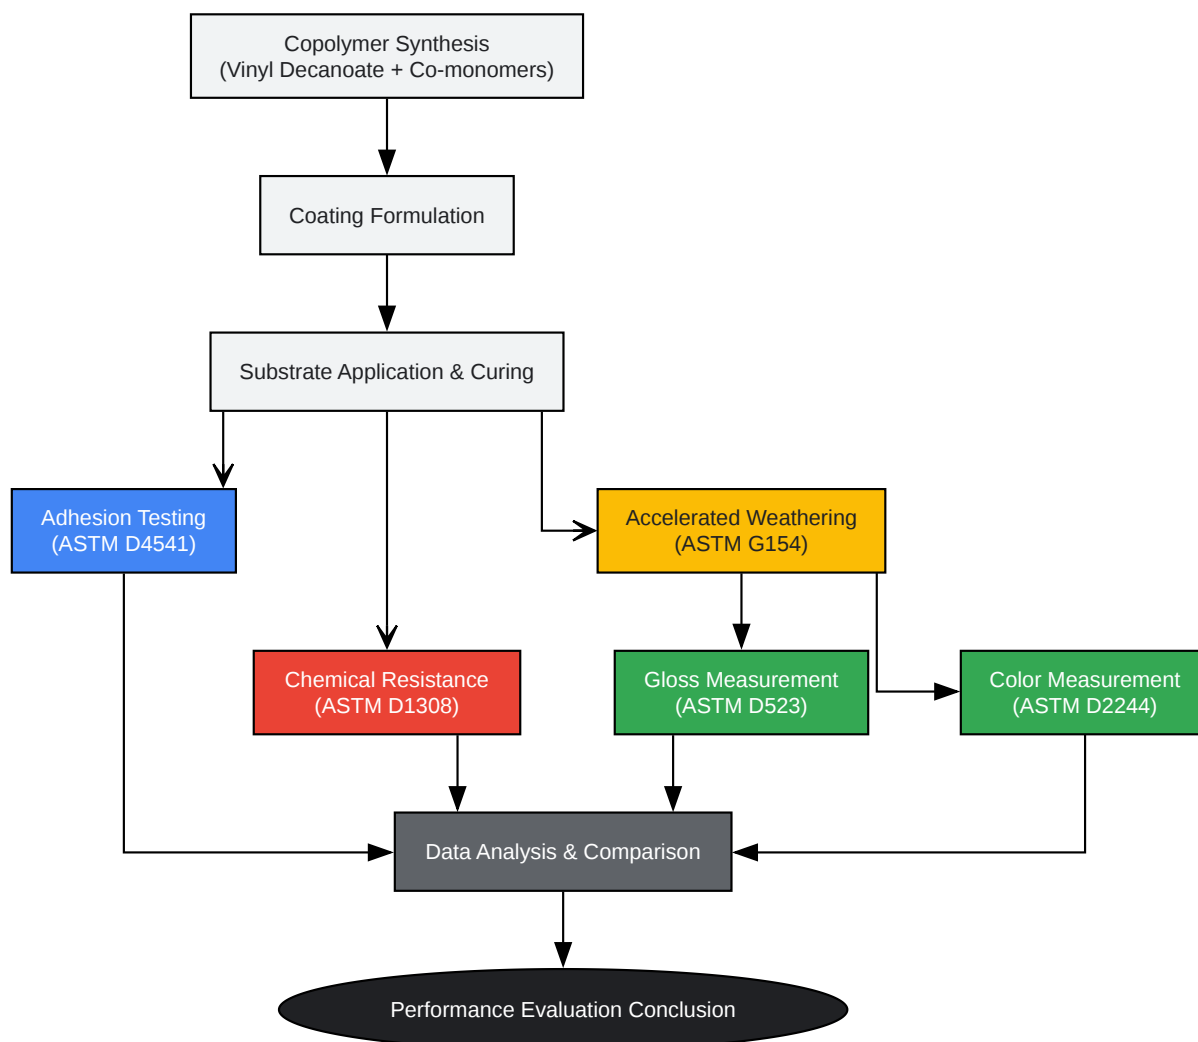 Copolymer Synthesis
(Vinyl Decanoate + Co-monomers)
Coating Formulation
Substrate Application & Curing
Adhesion Testing
(ASTM D4541)
Accelerated Weathering
(ASTM G154)
Chemical Resistance
(ASTM D1308)
Gloss Measurement
(ASTM D523)
Color Measurement
(ASTM D2244)
Data Analysis & Comparison
Performance Evaluation Conclusion